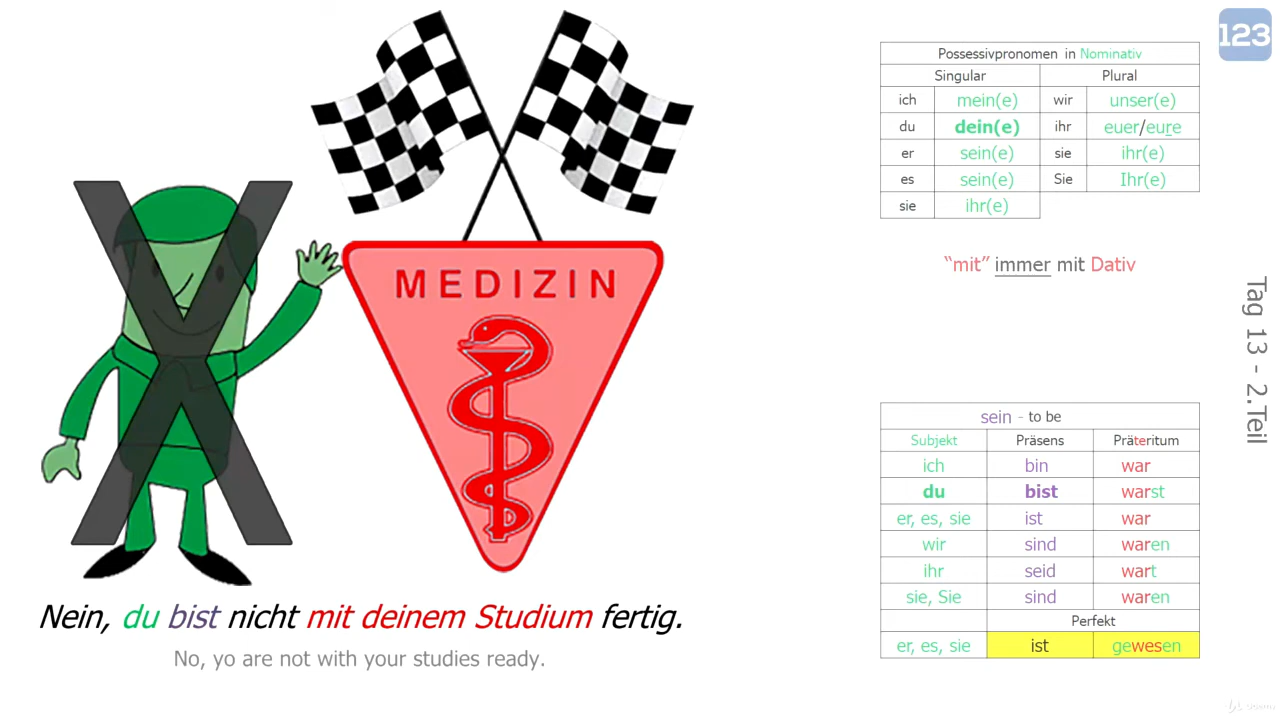 123
MEDIZIN
Nein, du bist nicht mit deinem Studium fertig.
No, yo are not with your studies ready.
Possessivpronomen in Nominativ
Singular Plural
ich mein(e) wir unser(e)
du dein(e) ihr euer/eure
er sein(e) sie ihr(e)
es sein(e) Sie Ihr(e)
sie ihr(e)
“mit” immer mit Dativ
sein - to be
Subjekt Präsens Präteritum
ich bin war
du bist warst
er, es, sie ist war
wir sind waren
ihr seid wart
sie, Sie sind waren
Perfekt
er, es, sie ist gewesen
Tag 13 - 2.Teil